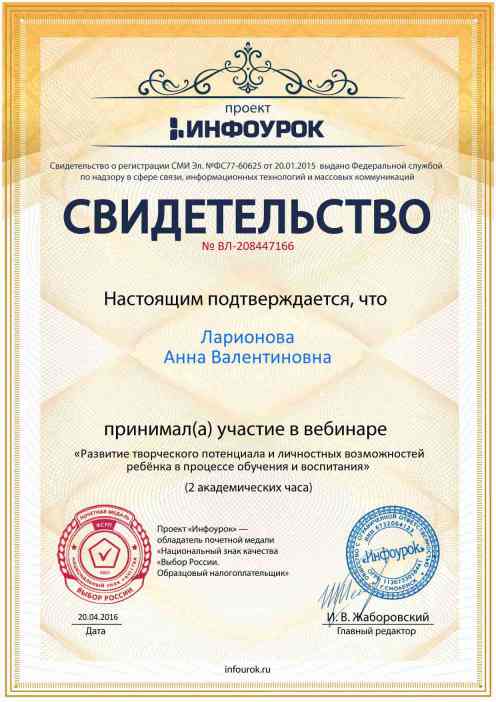 проект
ИНФОУРОК
Свидетельство о регистрации СМИ Эл. №ФС77-60625 от 20.01.2015 выдано Федеральной службой
по надзору в сфере связи, информационных технологий и массовых коммуникаций
СВИДЕТЕЛЬСТВО
№ ВЛ-208447166
Настоящим подтверждается, что
Ларионова
Анна Валентиновна
принимал(а) участие в вебинаре
«Развитие творческого потенциала и личностных возможностей
ребёнка в процессе обучения и воспитания»
(2 академических часа)
ПОЧЕТНАЯ МЕДАЛЬ
НАЦИОНАЛЬНЫЙ ЗНАК КАЧЕСТВА
ВЫБОР РОССИИ
Проект «Инфоурок» —
обладатель почетной медали
«Национальный знак качества
«Выбор России.
Образцовый налогоплательщик»
«Инфоурок»
20.04.2016
Дата
И. В. Жаборовский
Главный редактор
infourok.ru